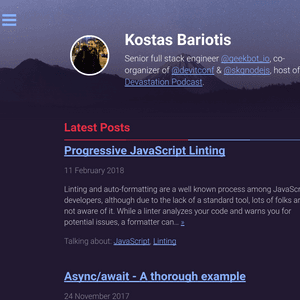 Kostas Bariotis
Senior full stack engineer @geekbot_io, co-
organizer of @devitconf & @skgnodejs, host of
Devastation Podcast.
Latest Posts
Progressive JavaScript Linting
11 February 2018
Linting and auto-formatting are a well known process among JavaScr
developers, although due to the lack of a standard tool, lots of folks ar
not aware of it. While a linter analyzes your code and warns you for
potential issues, a formatter can... »
Talking about: JavaScript, Linting
Async/await - A thorough example
24 November 2017